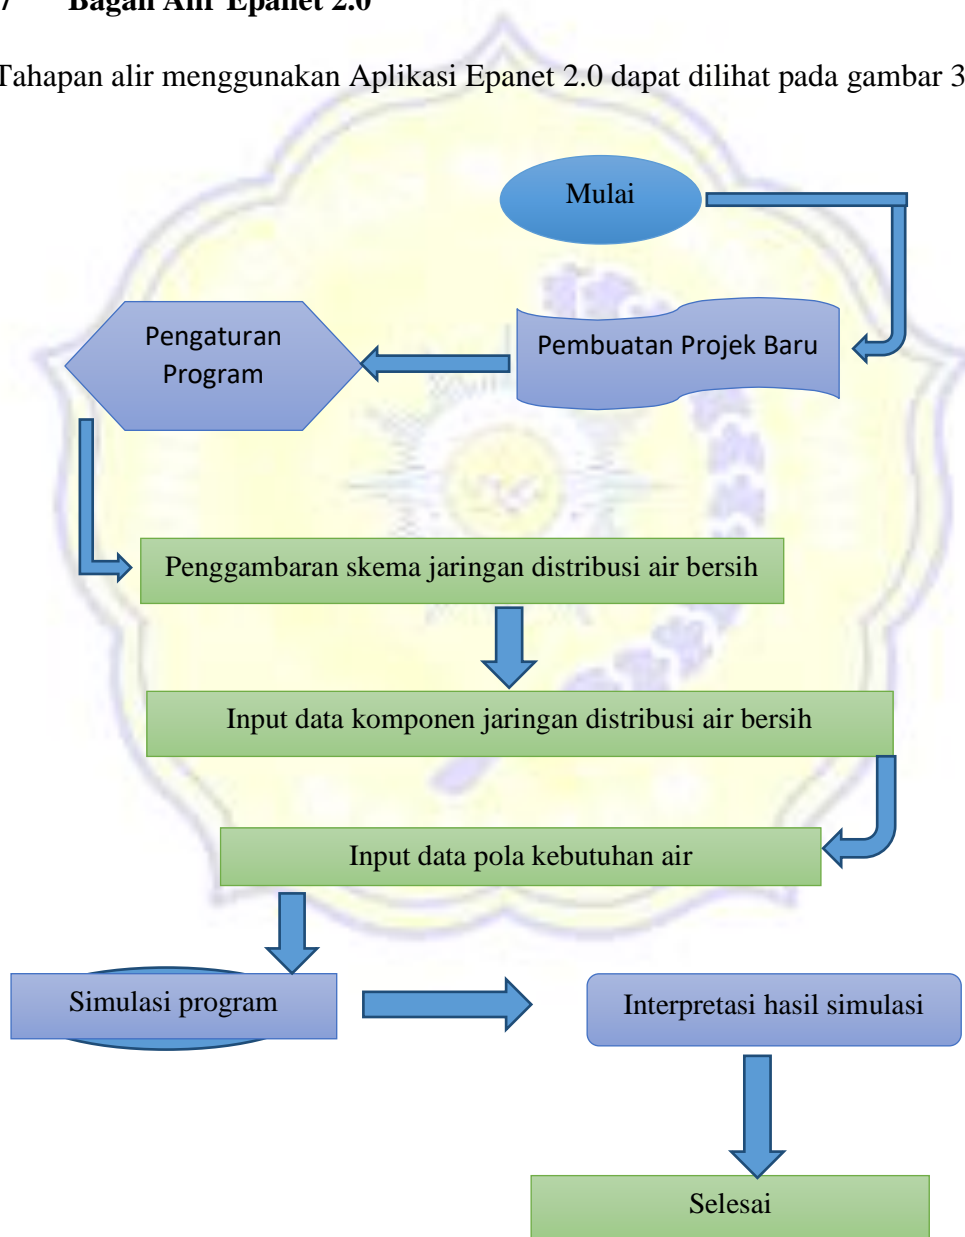 7 Bagan Alir Epanet 2.0
Tahapan alir menggunakan Aplikasi Epanet 2.0 dapat dilihat pada gambar 3
Mulai
Pembuatan Projek Baru
Pengaturan
Program
Penggambaran skema jaringan distribusi air bersih
Input data komponen jaringan distribusi air bersih
Input data pola kebutuhan air
Simulasi program
Interpretasi hasil simulasi
Selesai